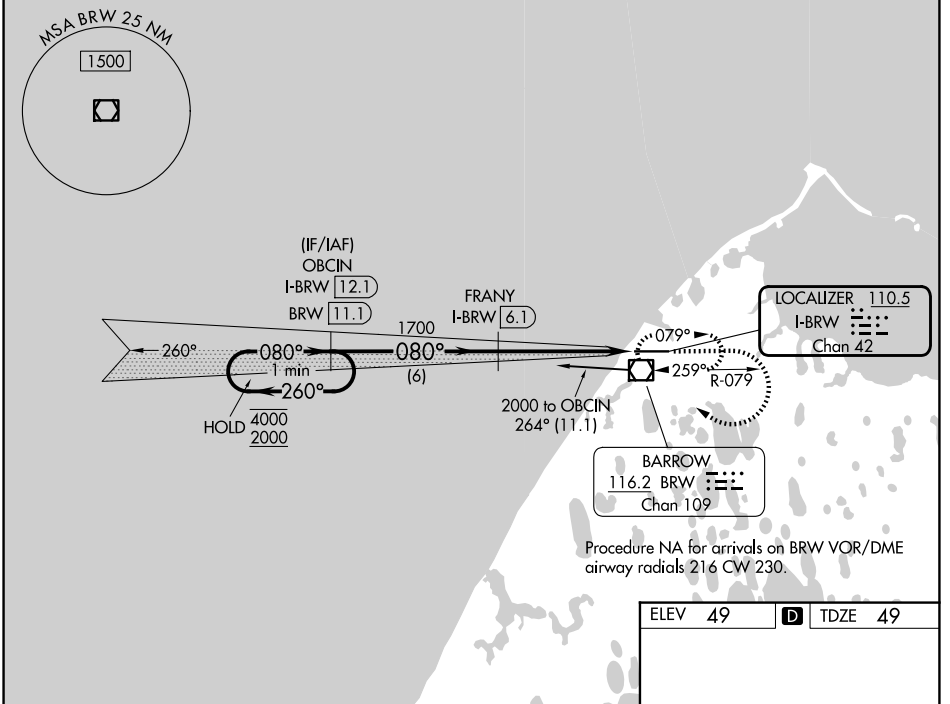 MSA BRW 25 NM
1500
(IF/IAF)
OBCIN
I-BRW 12.1
BRW 11.1
FRANY
I-BRW 6.1
LOCALIZER 110.5
I-BRW
Chan 42
1700
260°
080°
080°
079°
1 min
(6)
259°
R-079
260°
HOLD 4000
2000
2000 to OBCIN
264° (11.1)
BARROW
116.2 BRW
Chan 109
Procedure NA for arrivals on BRW VOR/DME
airway radials 216 CW 230.
ELEV 49 D TDZE 49